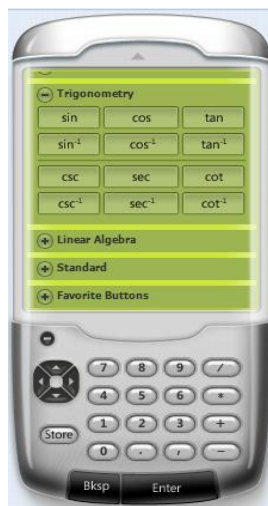 Trigonometry
sin cos tan
sin⁻¹ cos⁻¹ tan⁻¹
csc sec cot
csc⁻¹ sec⁻¹ cot⁻¹
Linear Algebra
Standard
Favorite Buttons
7 8 9 /
4 5 6 *
Store 1 2 3 +
0 . , −
Bksp Enter